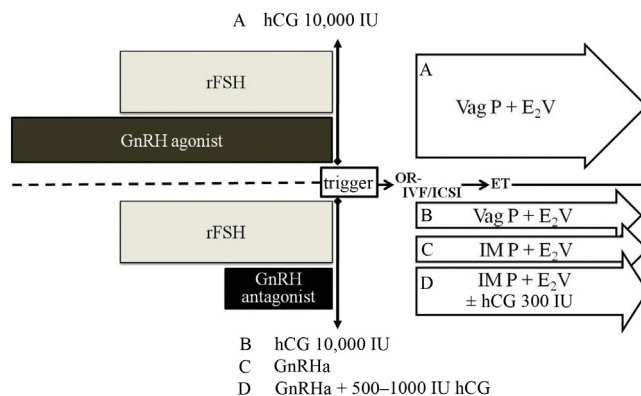 A hCG 10,000 IU
rFSH
GnRH agonist
A
Vag P + E₂V
trigger
OR-
IVF/ICSI
ET
rFSH
GnRH
antagonist
B Vag P + E₂V
C IM P + E₂V
D IM P + E₂V
± hCG 300 IU
B hCG 10,000 IU
C GnRHa
D GnRHa + 500–1000 IU hCG